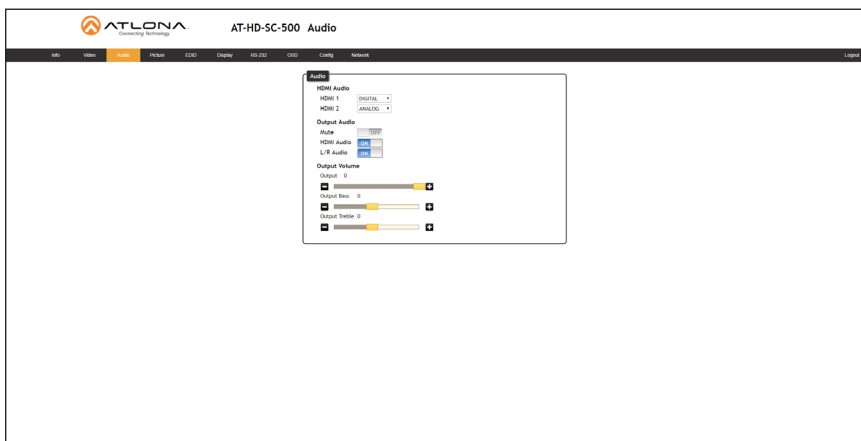 ATLONA.
Connecting Technology
AT-HD-SC-500 Audio
Info Video Audio Picture EDID Display RS-232 OSD Config Network Logout
Audio
HDMI Audio
HDMI 1 DIGITAL
HDMI 2 ANALOG
Output Audio
Mute OFF
HDMI Audio ON
L/R Audio ON
Output Volume
Output 0
Output Bass 0
Output Treble 0